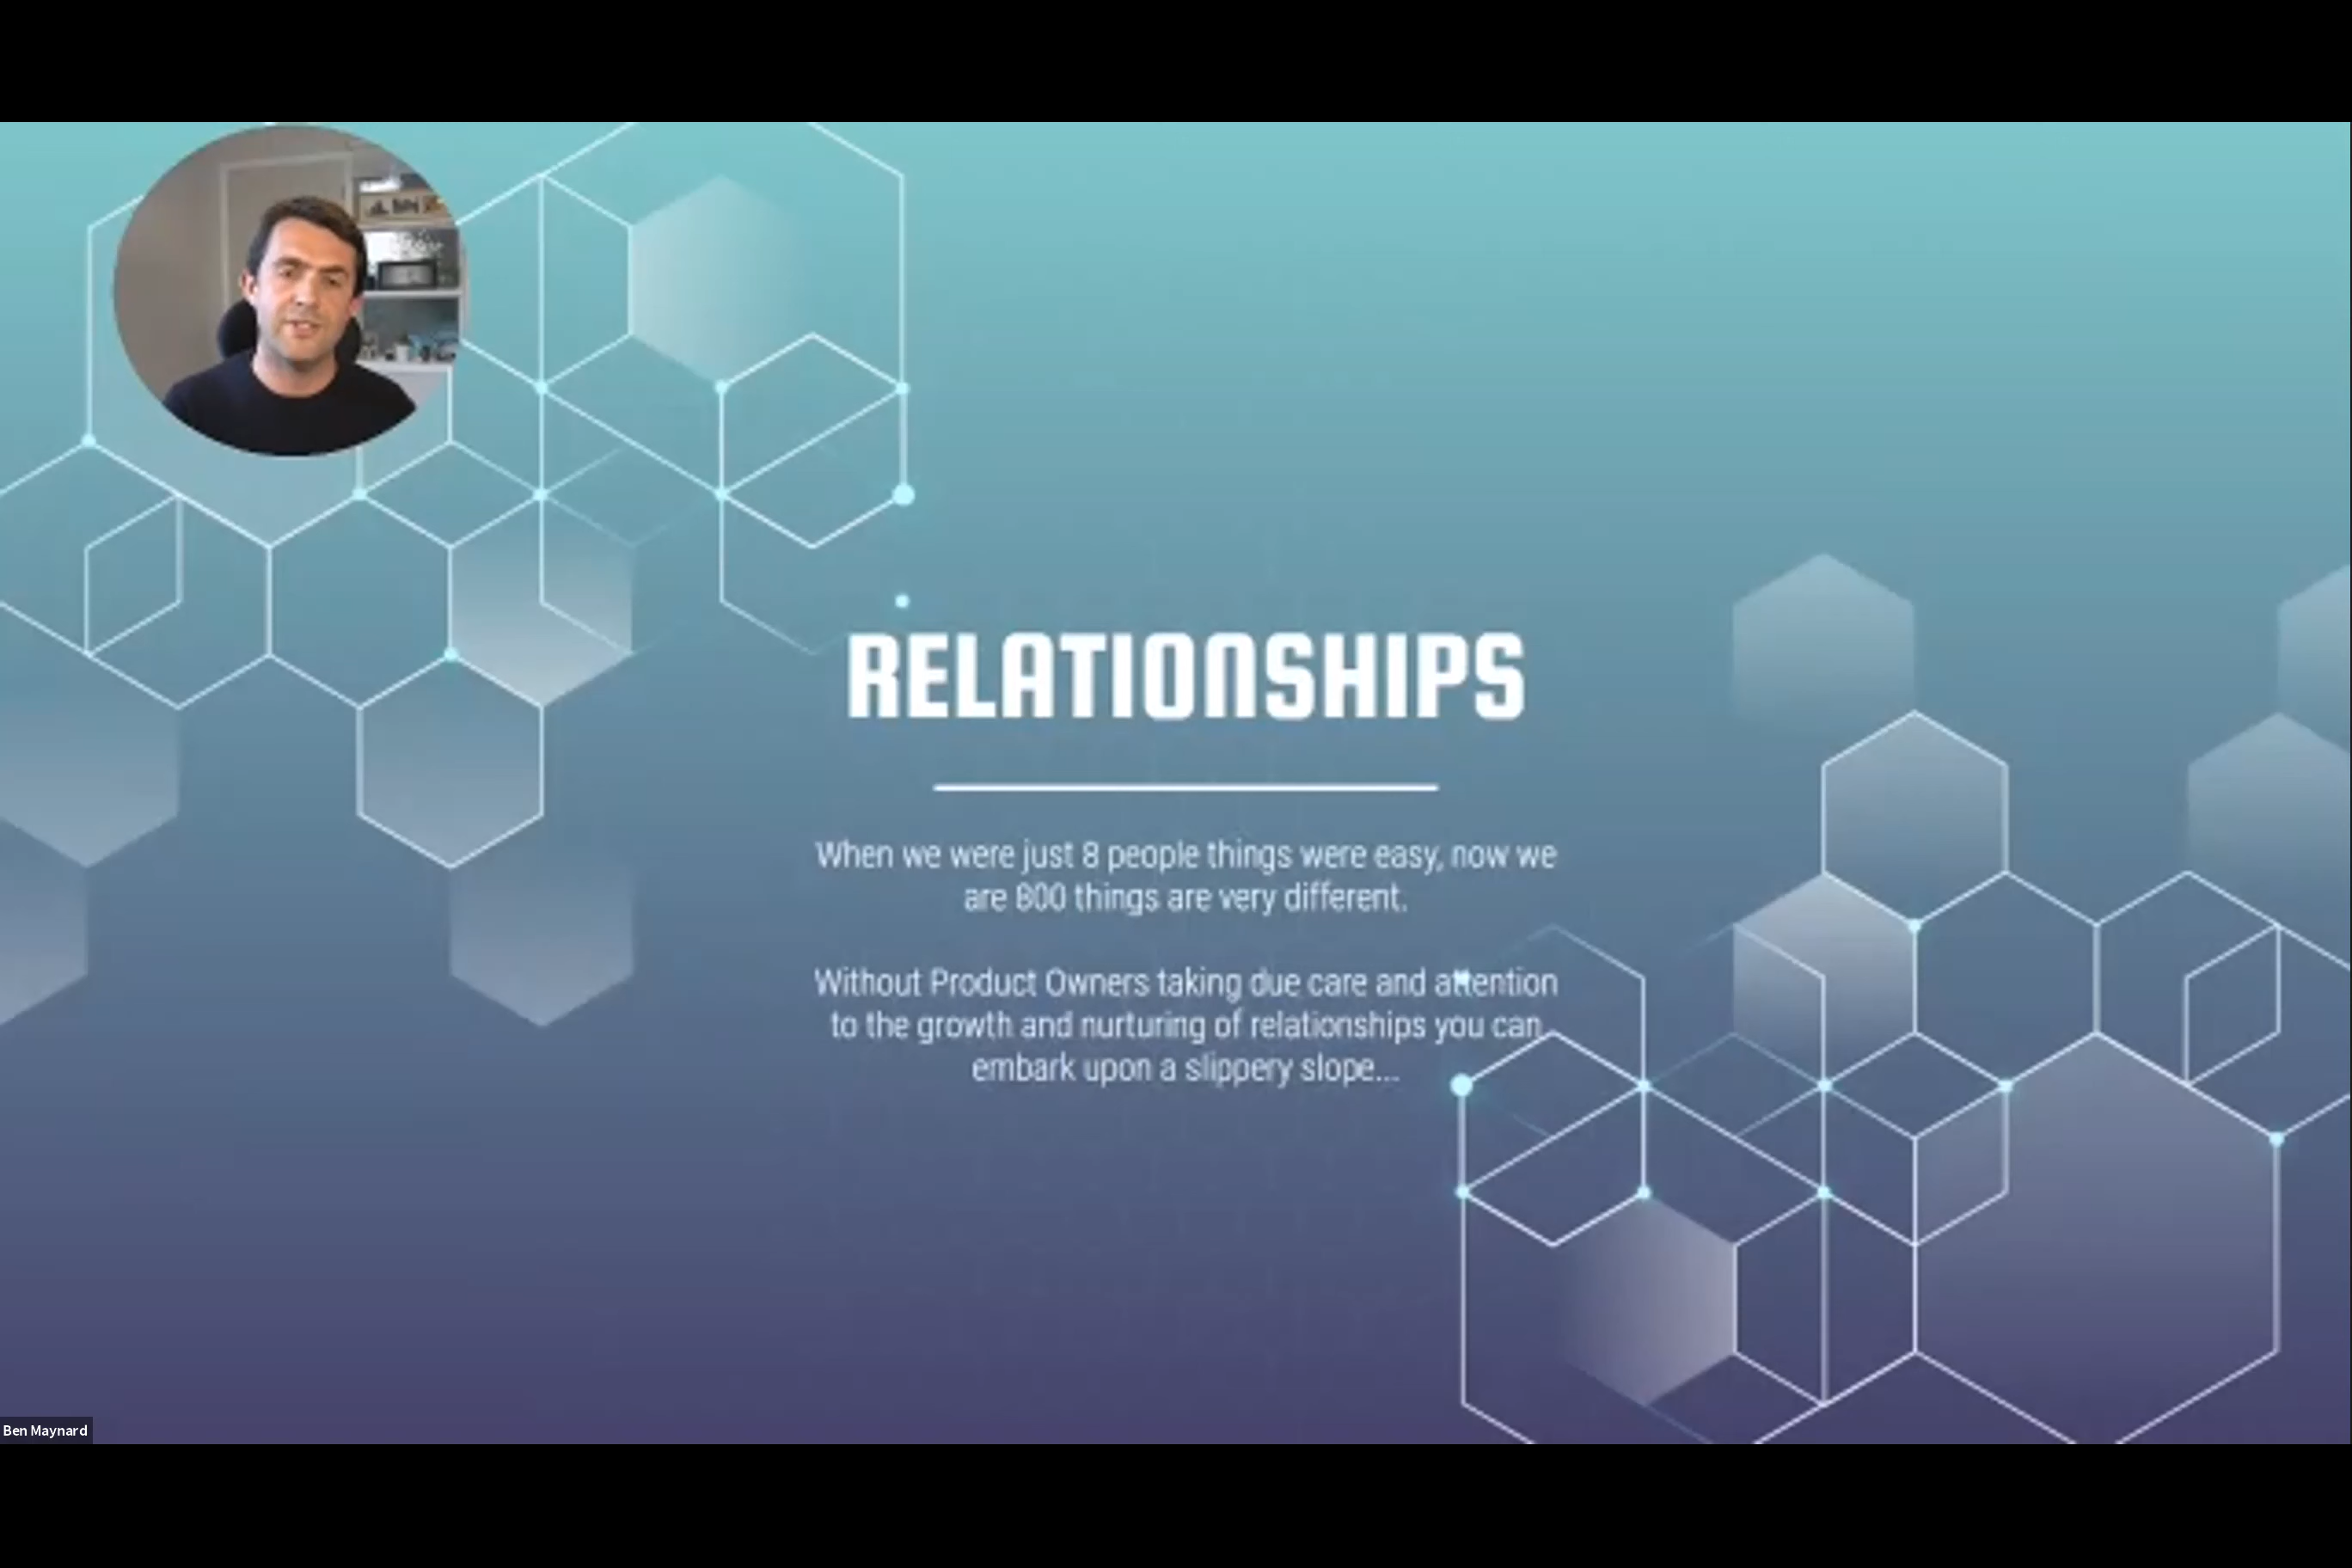 RELATIONSHIPS
When we were just 8 people things were easy, now we
are 800 things are very different.
Without Product Owners taking due care and attention
to the growth and nurturing of relationships you can
embark upon a slippery slope...
Ben Maynard